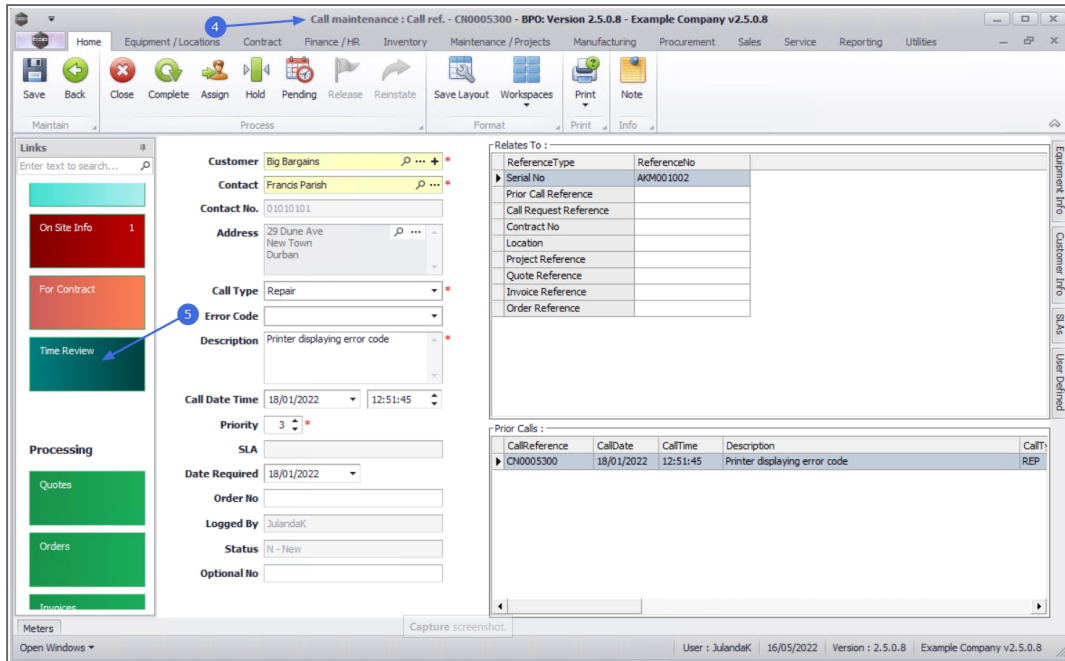 4
Call maintenance : Call ref. - CN0005300 - BPO: Version 2.5.0.8 - Example Company v2.5.0.8
Home Equipment / Locations Contract Finance / HR Inventory Maintenance / Projects Manufacturing Procurement Sales Service Reporting Utilities
Save Back Close Complete Assign Hold Pending Release Reinstate Save Layout Workspaces Print Note
Maintain Process Format Print Info
Links
Enter text to search...
On Site Info 1
For Contract
5
Time Review
Processing
Quotes
Orders
Invoices
Customer Big Bargains *
Contact Francis Parish *
Contact No. 01010101
Address 29 Dune Ave
New Town
Durban
Call Type Repair *
Error Code
Description Printer displaying error code *
Call Date Time 18/01/2022 12:51:45
Priority 3 *
SLA
Date Required 18/01/2022
Order No
Logged By JulandaK
Status N - New
Optional No
Relates To :
ReferenceType ReferenceNo
Serial No AKM001002
Prior Call Reference
Call Request Reference
Contract No
Location
Project Reference
Quote Reference
Invoice Reference
Order Reference
Prior Calls :
CallReference CallDate CallTime Description CallTy
CN0005300 18/01/2022 12:51:45 Printer displaying error code REP
Equipment Info
Customer Info
SLAs
User Defined
Meters
Capture screenshot.
Open Windows User : JulandaK 16/05/2022 Version : 2.5.0.8 Example Company v2.5.0.8